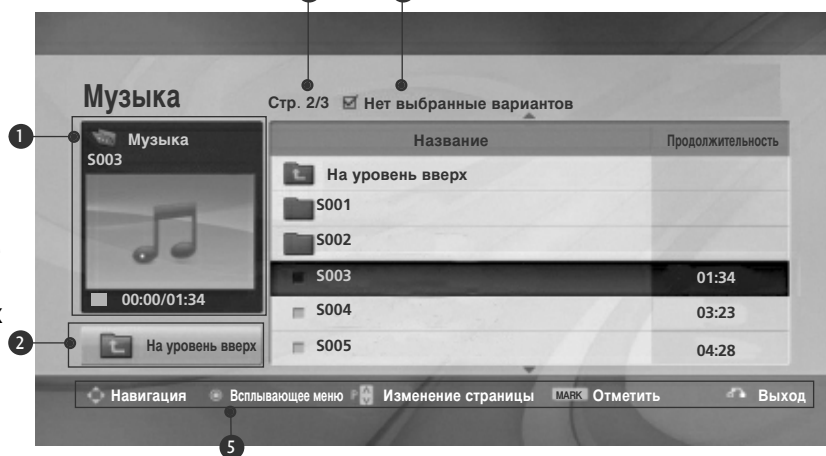 Музыка
Стр. 2/3 Нет выбранные вариантов
1
Музыка
S003
00:00/01:34
2
На уровень вверх
Название Продолжительность
На уровень вверх
S001
S002
S003 01:34
S004 03:23
S005 04:28
Навигация Всплывающее меню P Изменение страницы MARK Отметить Выход
5